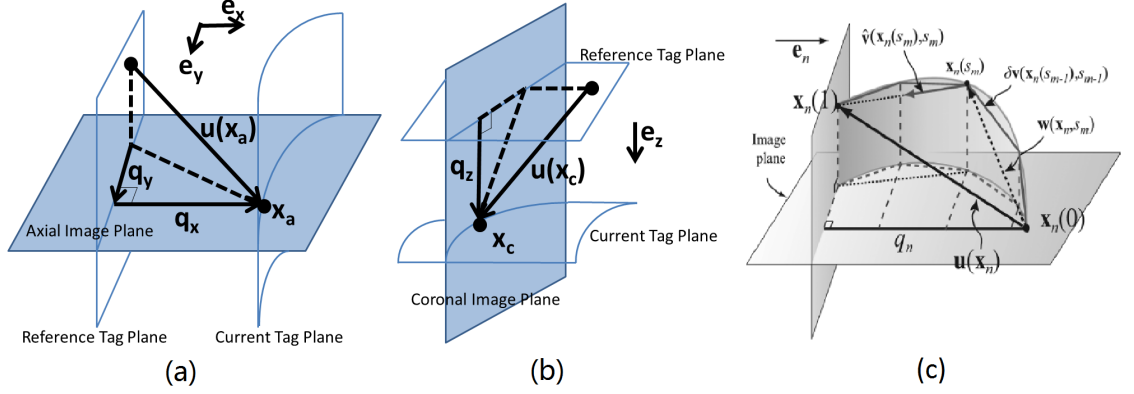 e_x
e_y
u(x_a)
q_y
q_x
x_a
Axial Image Plane
Reference Tag Plane
Current Tag Plane
(a)
Reference Tag Plane
e_z
q_z
u(x_c)
x_c
Current Tag Plane
Coronal Image Plane
(b)
e_n
v̂(x_n(s_m),s_m)
x_n(s_m)
δv(x_n(s_{m-1}),s_{m-1})
x_n(1)
w(x_n,s_m)
Image
plane
x_n(0)
q_n
u(x_n)
(c)